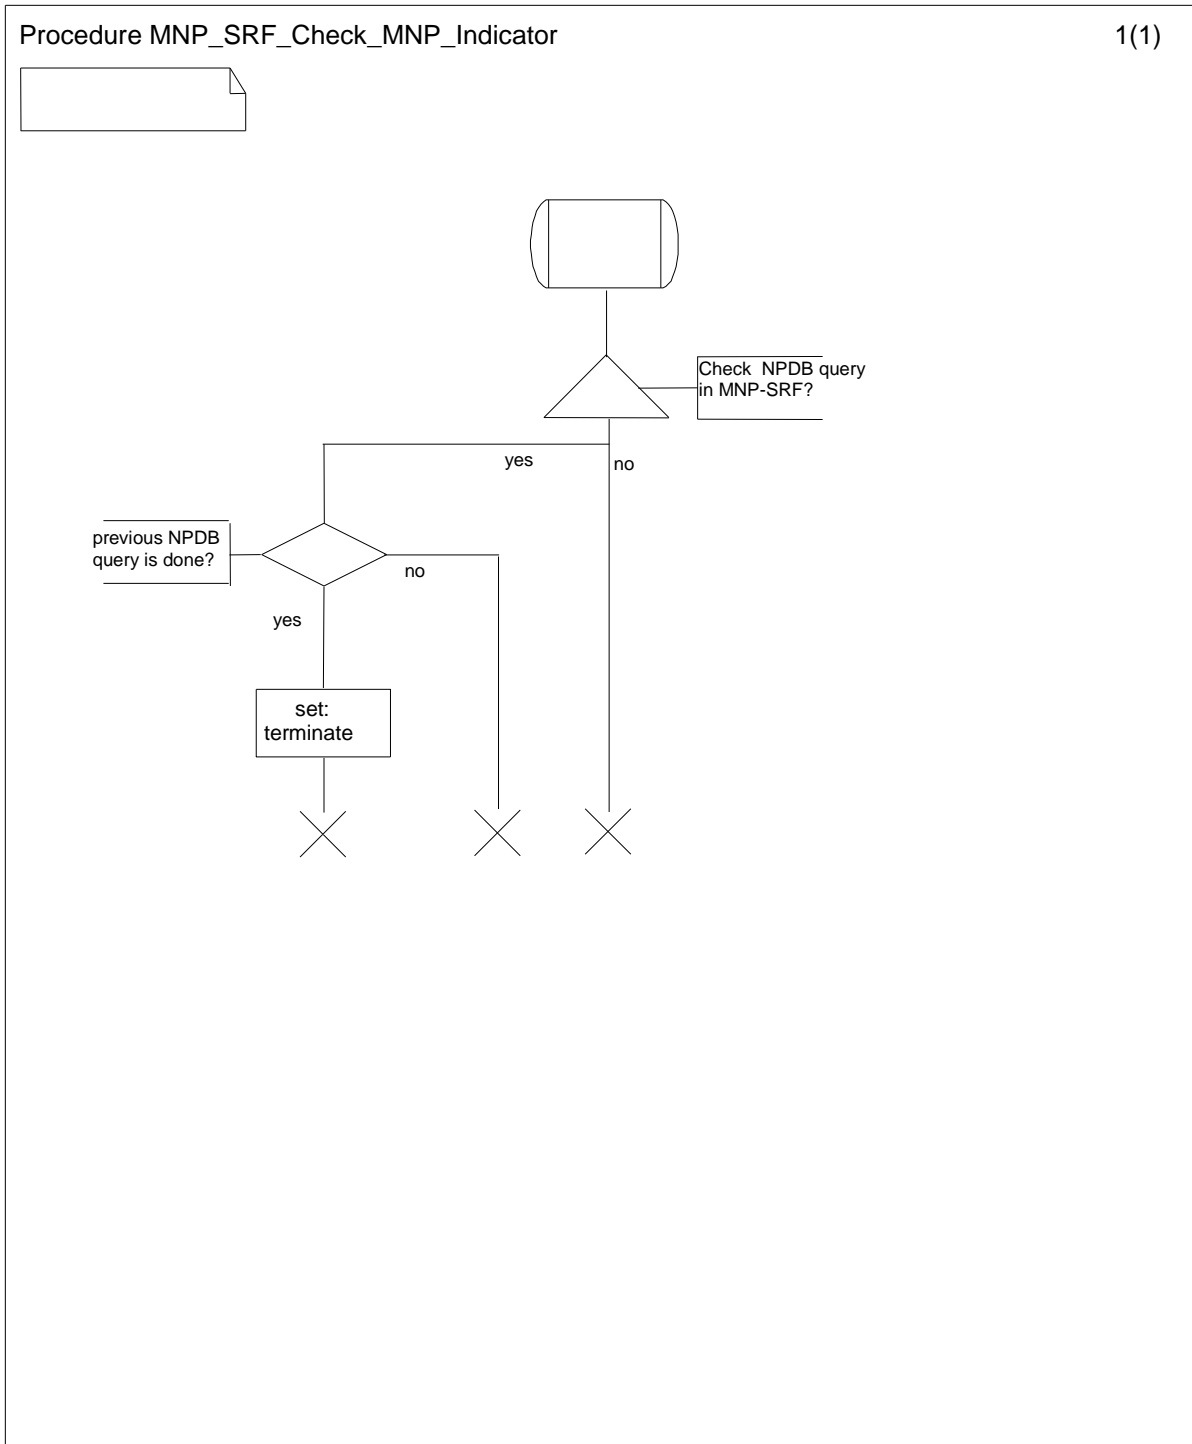 Procedure MNP_SRF_Check_MNP_Indicator
1(1)
Check  NPDB query
in MNP-SRF?
yes
no
previous NPDB
query is done?
no
yes
set:
terminate